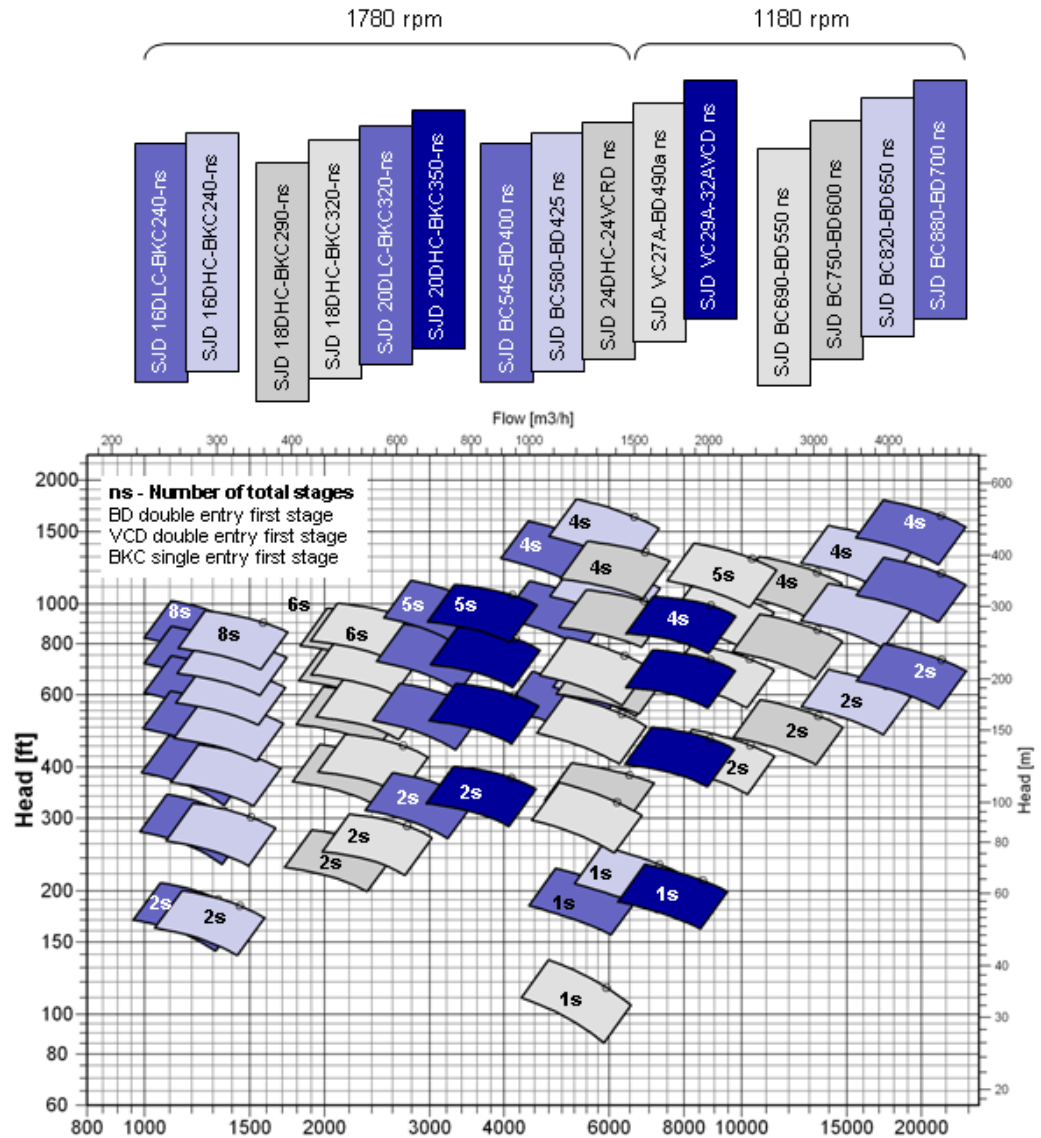 1780 rpm
1180 rpm
SJD 16DLC-BKC240-ns
SJD 16DHC-BKC240-ns
SJD 18DHC-BKC290-ns
SJD 18DHC-BKC320-ns
SJD 20DLC-BKC320-ns
SJD 20DHC-BKC350-ns
SJD BC545-BD400 ns
SJD BC580-BD425 ns
SJD 24DHC-24VCRD ns
SJD VC27A-BD490a ns
SJD VC29A-32AVCD ns
SJD BC690-BD550 ns
SJD BC750-BD600 ns
SJD BC820-BD650 ns
SJD BC880-BD700 ns
Flow [m3/h]
200 300 400 600 800 1000 1500 2000 3000 4000
ns - Number of total stages
BD double entry first stage
VCD double entry first stage
BKC single entry first stage
Head [ft]
2000
1500
1000
800
600
400
300
200
150
100
80
60
Head [m]
600
400
300
200
150
100
80
60
40
30
20
8s
8s
6s
6s
5s
5s
4s
4s
4s
5s
4s
4s
4s
4s
2s
2s
2s
2s
2s
2s
2s
2s
2s
2s
2s
2s
1s
1s
1s
1s
800 1000 2000 3000 4000 6000 8000 10000 15000 20000